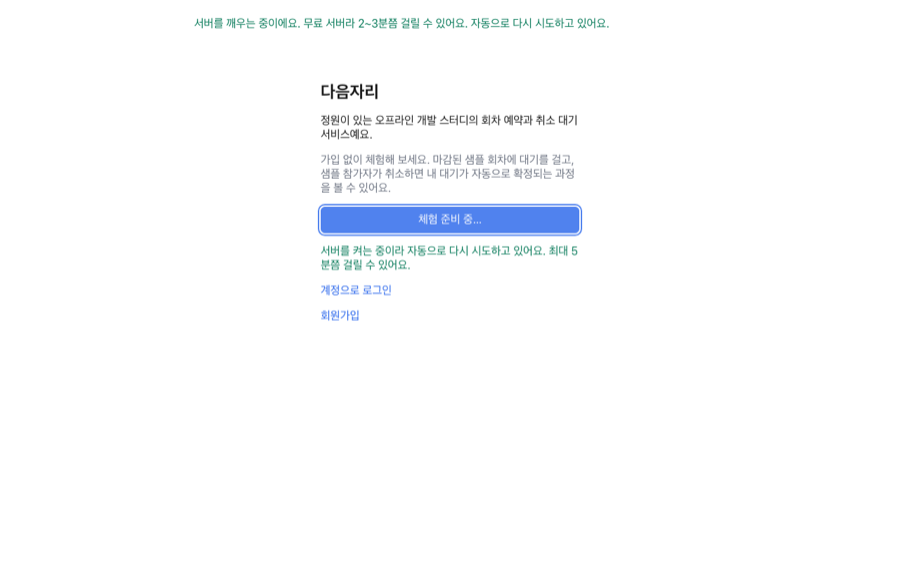 서버를 깨우는 중이에요. 무료 서버라 2~3분쯤 걸릴 수 있어요. 자동으로 다시 시도하고 있어요.
다음자리
정원이 있는 오프라인 개발 스터디의 회차 예약과 취소 대기
서비스예요.
가입 없이 체험해 보세요. 마감된 샘플 회차에 대기를 걸고,
샘플 참가자가 취소하면 내 대기가 자동으로 확정되는 과정
을 볼 수 있어요.
체험 준비 중...
서버를 켜는 중이라 자동으로 다시 시도하고 있어요. 최대 5
분쯤 걸릴 수 있어요.
계정으로 로그인
회원가입